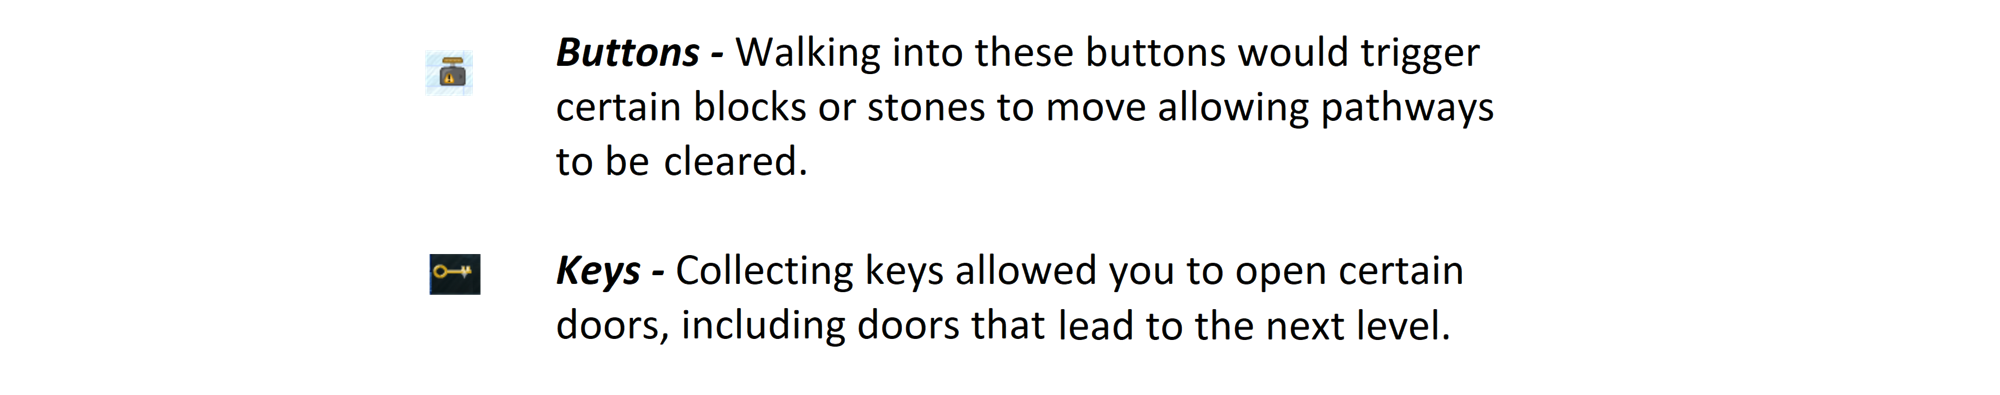 Buttons - Walking into these buttons would trigger
certain blocks or stones to move allowing pathways
to be cleared.
Keys - Collecting keys allowed you to open certain
doors, including doors that lead to the next level.